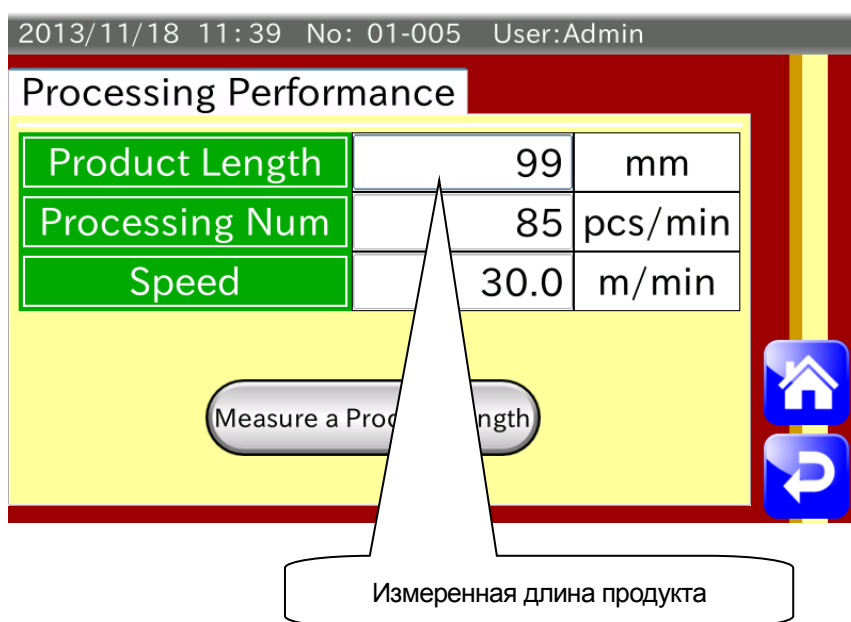 2013/11/18 11:39 No: 01-005 User:Admin
Processing Performance
Product Length 99 mm
Processing Num 85 pcs/min
Speed 30.0 m/min
Measure a
Измеренная длина продукта